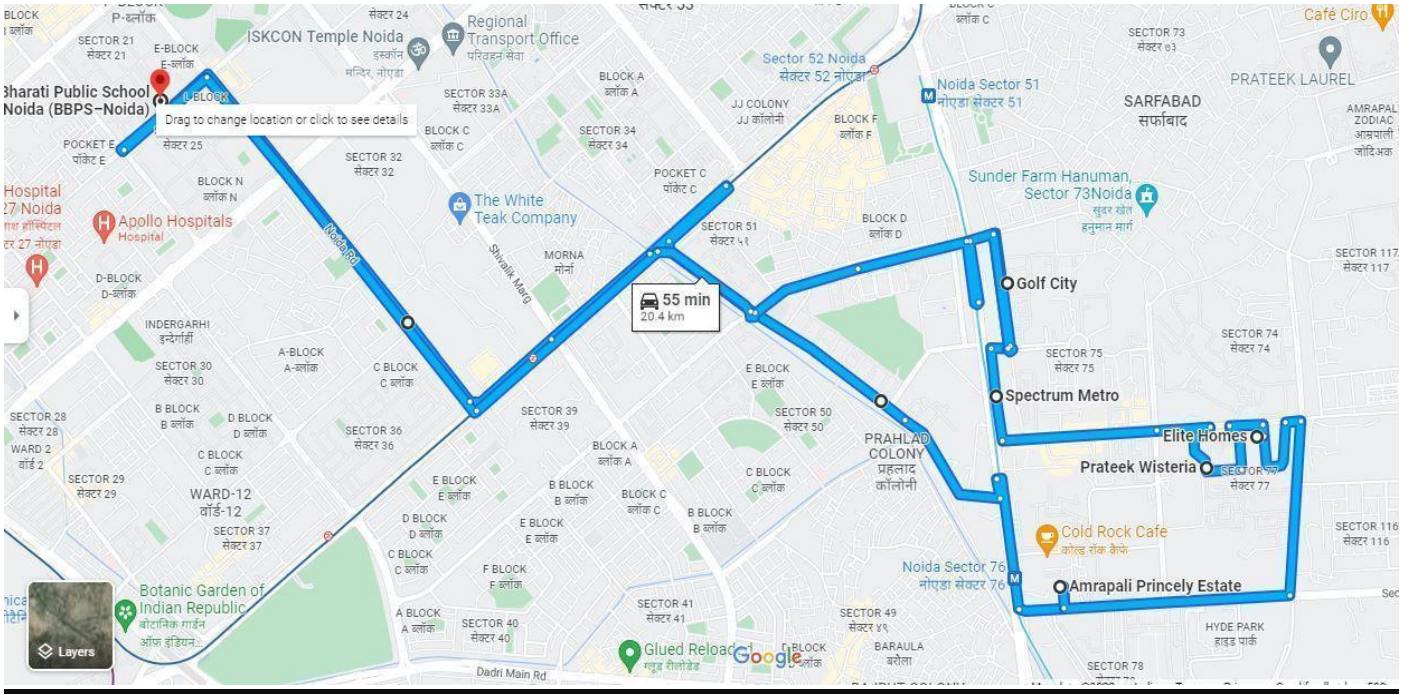 BLOCK
P-ब्लॉक
SECTOR 21
सेक्टर 21
E-BLOCK
E-ब्लॉक
सेक्टर 24
ISKCON Temple Noida
इस्कॉन
मन्दिर, नोएडा
Regional
Transport Office
परिवहन सेवा
BLOCK A
ब्लॉक A
Sector 52 Noida
सेक्टर 52 नोएडा
ब्लॉक C
Noida Sector 51
नोएडा सेक्टर 51
SECTOR 73
सेक्टर ७३
Café Ciro
PRATEEK LAUREL
SARFABAD
सर्फाबाद
AMRAPAL
ZODIAC
आम्रपाली
जोदिअक
Bharati Public School
Noida (BBPS–Noida)
L BLOCK
Drag to change location or click to see details
POCKET E
पॉकेट E
सेक्टर 25
SECTOR 33A
सेक्टर 33A
BLOCK C
ब्लॉक C
SECTOR 34
सेक्टर 34
JJ COLONY
JJ कॉलोनी
BLOCK F
ब्लॉक F
SECTOR 32
सेक्टर 32
BLOCK N
ब्लॉक N
POCKET C
पॉकेट C
Sunder Farm Hanuman,
Sector 73Noida
सुंदर खेत
हनुमान मार्ग
Hospital
27 Noida
टर 27 नोएडा
Apollo Hospitals
Hospital
The White
Teak Company
SECTOR 51
सेक्टर ५१
BLOCK D
ब्लॉक D
Noida Rd
Shivalik Marg
MORNA
मोर्ना
SECTOR 117
सेक्टर 117
D-BLOCK
D-ब्लॉक
55 min
20.4 km
Golf City
INDERGARHI
इन्देर्गार्ही
SECTOR 30
सेक्टर 30
A-BLOCK
A-ब्लॉक
C BLOCK
C ब्लॉक
E BLOCK
E ब्लॉक
SECTOR 75
सेक्टर 75
SECTOR 74
सेक्टर 74
Spectrum Metro
SECTOR 28
सेक्टर 28
WARD 2
वॉर्ड 2
B BLOCK
B ब्लॉक
D BLOCK
D ब्लॉक
SECTOR 36
सेक्टर 36
SECTOR 39
सेक्टर 39
SECTOR 50
सेक्टर 50
PRAHLAD
COLONY
प्रहलाद
कॉलोनी
Elite Homes
Prateek Wisteria
SECTOR 77
सेक्टर 77
C BLOCK
C ब्लॉक
BLOCK A
ब्लॉक A
SECTOR 29
सेक्टर 29
WARD-12
वॉर्ड-12
E BLOCK
E ब्लॉक
B BLOCK
B ब्लॉक
BLOCK C
ब्लॉक C
C BLOCK
C ब्लॉक
B BLOCK
B ब्लॉक
SECTOR 37
सेक्टर 37
D BLOCK
D ब्लॉक
E BLOCK
E ब्लॉक
Cold Rock Cafe
कोल्ड रॉक कैफे
SECTOR 116
सेक्टर 116
C BLOCK
C ब्लॉक
F BLOCK
F ब्लॉक
Noida Sector 76
नोएडा सेक्टर 76
Amrapali Princely Estate
Botanic Garden of
Indian Republic
बोटानिक गार्डन
ऑफ़ इंडियन...
Layers
A BLOCK
A ब्लॉक
SECTOR 40
सेक्टर 40
SECTOR 41
सेक्टर 41
SECTOR 49
सेक्टर ४९
BARAULA
बरौला
HYDE PARK
हाइड पार्क
Glued Reloaded
ग्लूड रीलोडेड
Google
BLOCK
ब्लॉक
Dadri Main Rd
SECTOR 78